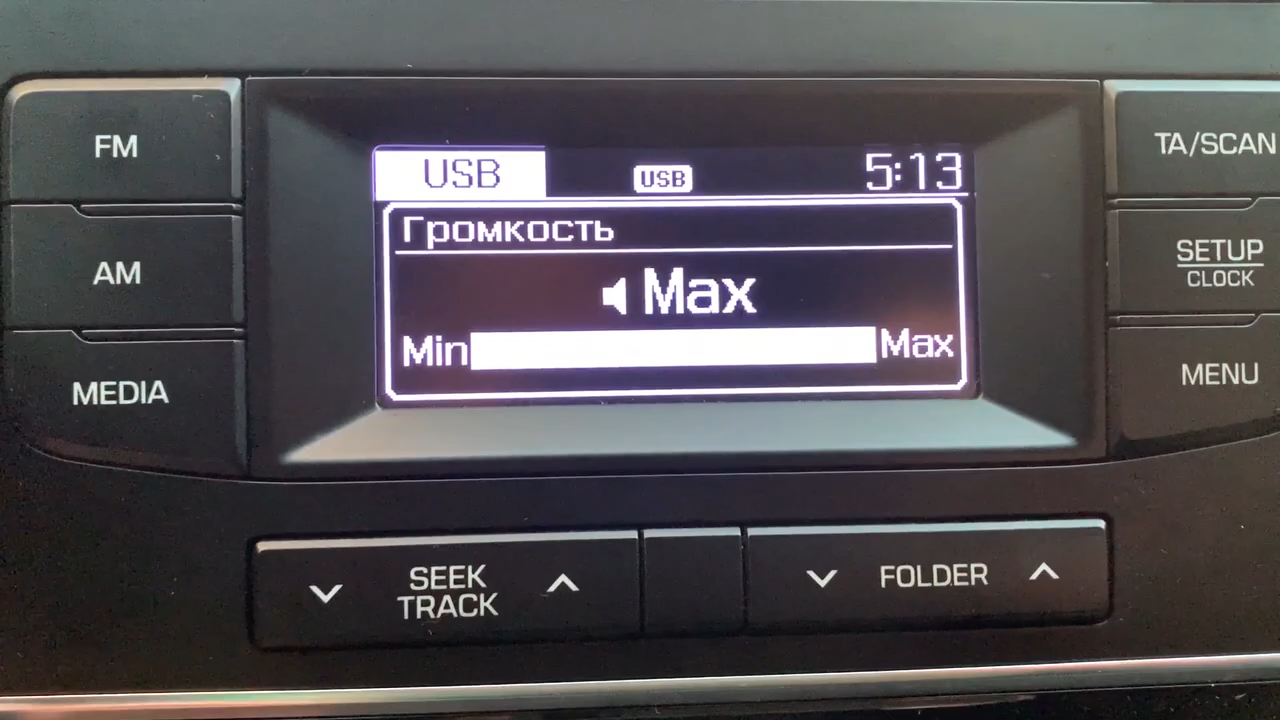 FM
AM
MEDIA
USB
USB
5:13
Громкость
Max
Min
Max
TA/SCAN
SETUP
CLOCK
MENU
SEEK
TRACK
FOLDER